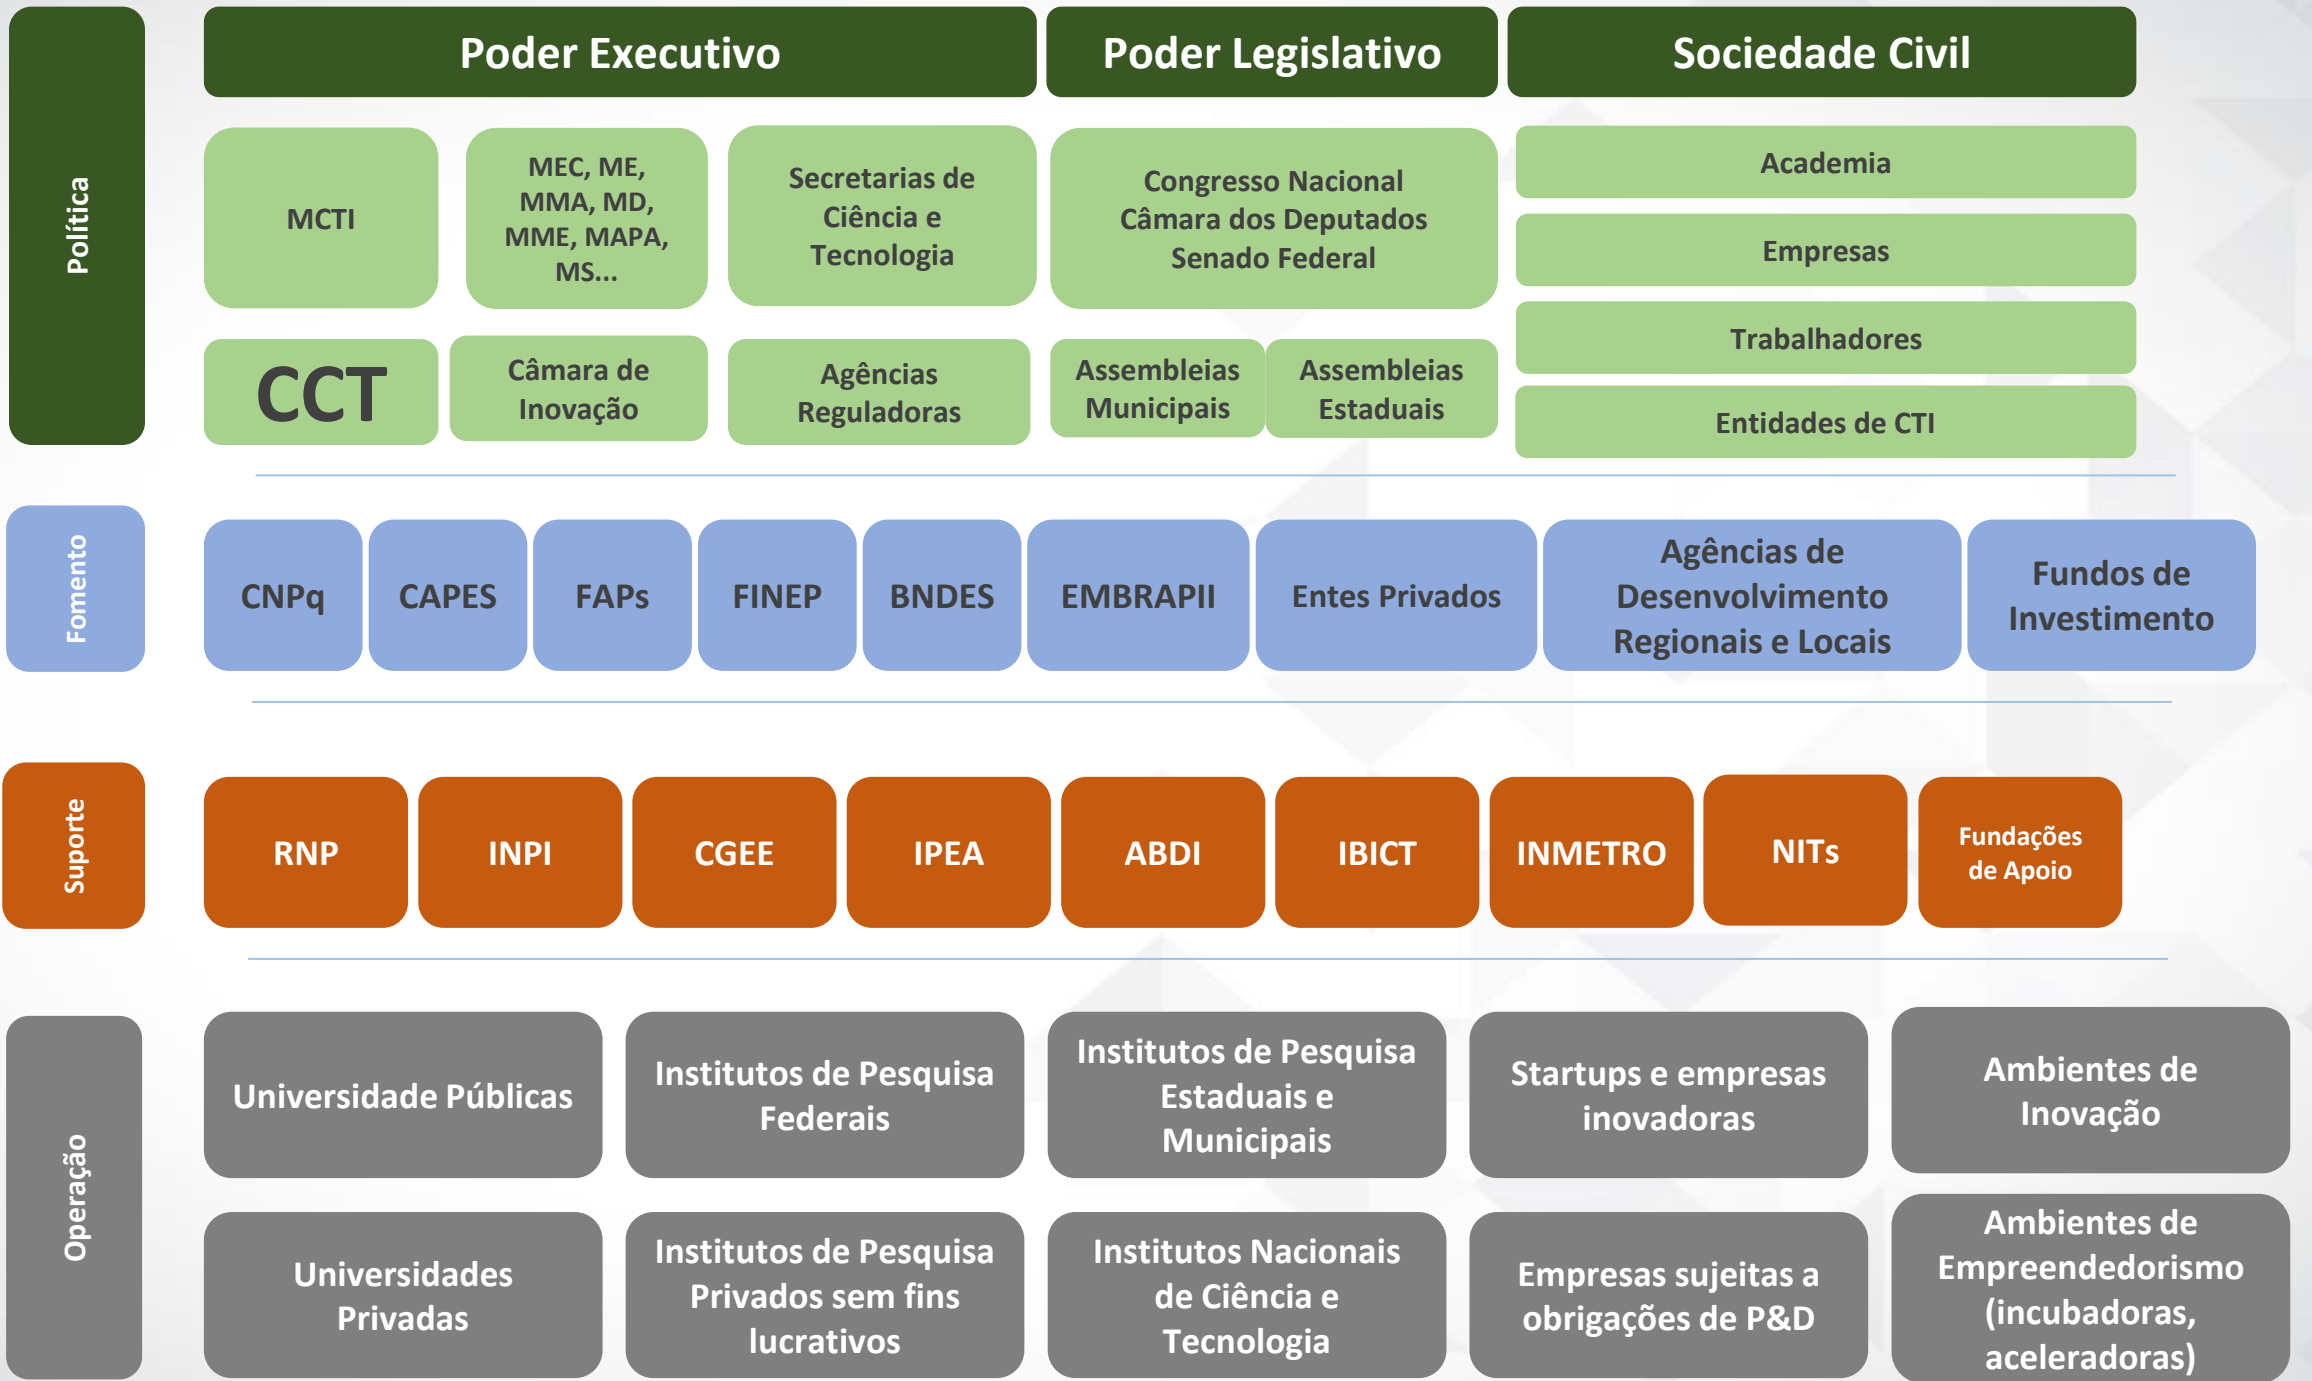 Política
Poder Executivo
Poder Legislativo
Sociedade Civil
MCTI
MEC, ME,
MMA, MD,
MME, MAPA,
MS...
Secretarias de
Ciência e
Tecnologia
Congresso Nacional
Câmara dos Deputados
Senado Federal
Academia
Empresas
Trabalhadores
Entidades de CTI
CCT
Câmara de
Inovação
Agências
Reguladoras
Assembleias
Municipais
Assembleias
Estaduais
Fomento
CNPq
CAPES
FAPs
FINEP
BNDES
EMBRAPII
Entes Privados
Agências de
Desenvolvimento
Regionais e Locais
Fundos de
Investimento
Suporte
RNP
INPI
CGEE
IPEA
ABDI
IBICT
INMETRO
NITs
Fundações
de Apoio
Operação
Universidade Públicas
Institutos de Pesquisa
Federais
Institutos de Pesquisa
Estaduais e
Municipais
Startups e empresas
inovadoras
Ambientes de
Inovação
Universidades
Privadas
Institutos de Pesquisa
Privados sem fins
lucrativos
Institutos Nacionais
de Ciência e
Tecnologia
Empresas sujeitas a
obrigações de P&D
Ambientes de
Empreendedorismo
(incubadoras,
aceleradoras)